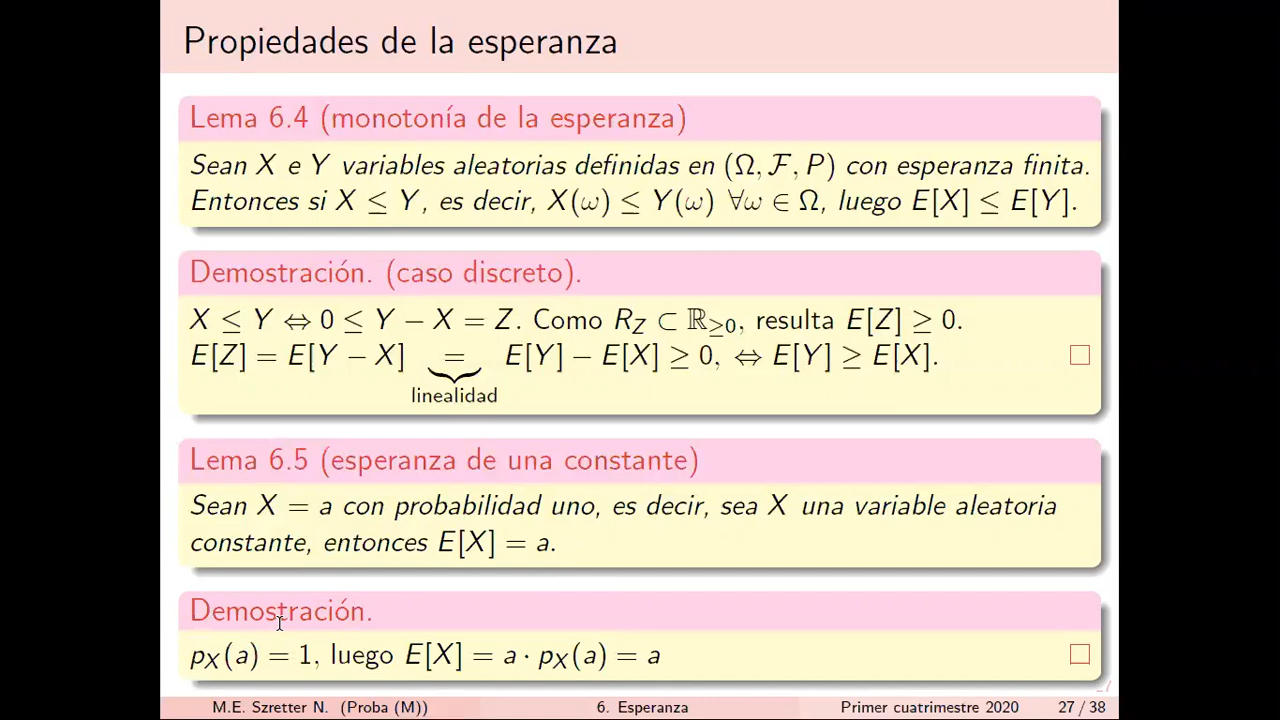 Propiedades de la esperanza
Lema 6.4 (monotonía de la esperanza)
Sean X e Y variables aleatorias definidas en (Ω, ℱ, P) con esperanza finita.
Entonces si X ≤ Y, es decir, X(ω) ≤ Y(ω) ∀ω ∈ Ω, luego E[X] ≤ E[Y].
Demostración. (caso discreto).
X ≤ Y ⇔ 0 ≤ Y − X = Z. Como R_Z ⊂ ℝ_≥0, resulta E[Z] ≥ 0.
E[Z] = E[Y − X] = E[Y] − E[X] ≥ 0, ⇔ E[Y] ≥ E[X]. □
linealidad
Lema 6.5 (esperanza de una constante)
Sean X = a con probabilidad uno, es decir, sea X una variable aleatoria
constante, entonces E[X] = a.
Demostración.
p_X(a) = 1, luego E[X] = a · p_X(a) = a □
27
M.E. Szretter N. (Proba (M)) 6. Esperanza Primer cuatrimestre 2020 27 / 38